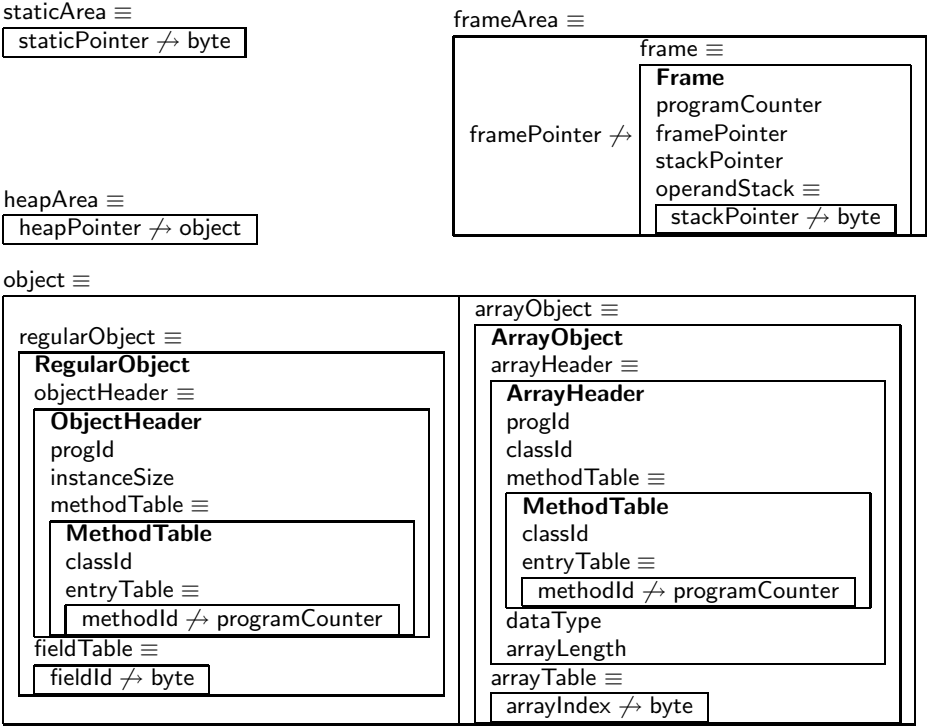 staticArea ≡
staticPointer ↛ byte
frameArea ≡
framePointer ↛
frame ≡
Frame
programCounter
framePointer
stackPointer
operandStack ≡
stackPointer ↛ byte
heapArea ≡
heapPointer ↛ object
object ≡
regularObject ≡
RegularObject
objectHeader ≡
ObjectHeader
progId
instanceSize
methodTable ≡
MethodTable
classId
entryTable ≡
methodId ↛ programCounter
fieldTable ≡
fieldId ↛ byte
arrayObject ≡
ArrayObject
arrayHeader ≡
ArrayHeader
progId
classId
methodTable ≡
MethodTable
classId
entryTable ≡
methodId ↛ programCounter
dataType
arrayLength
arrayTable ≡
arrayIndex ↛ byte